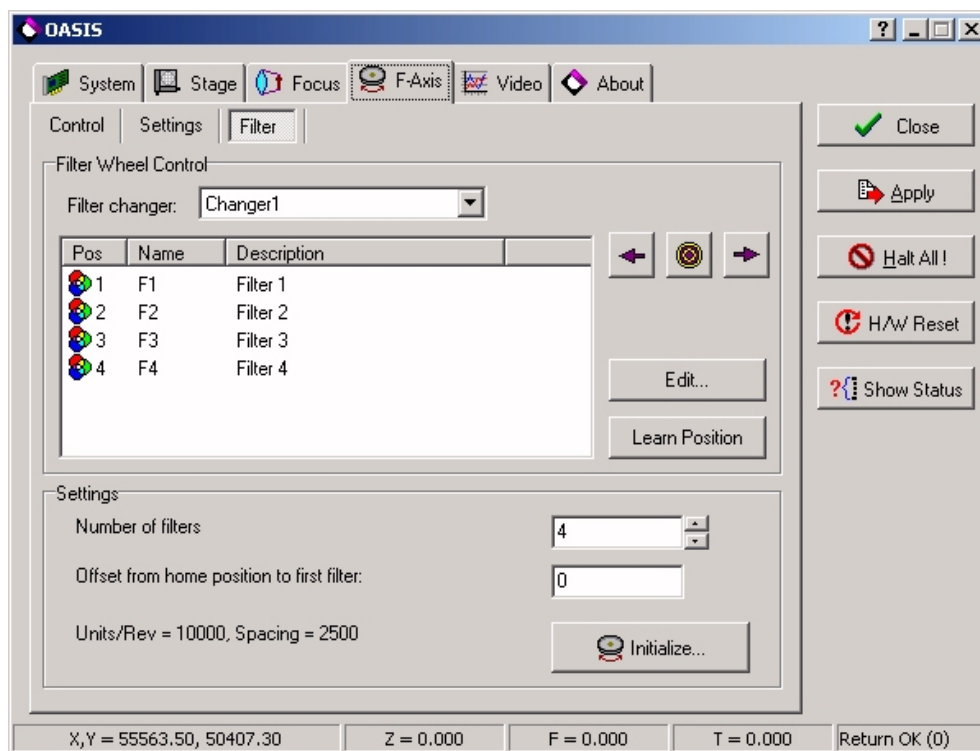 OASIS
System Stage Focus F-Axis Video About
Control Settings Filter
Filter Wheel Control
Filter changer: Changer1
Pos Name Description
1 F1 Filter 1
2 F2 Filter 2
3 F3 Filter 3
4 F4 Filter 4
Edit...
Learn Position
Settings
Number of filters 4
Offset from home position to first filter: 0
Units/Rev = 10000, Spacing = 2500
Initialize...
Close
Apply
Halt All !
H/W Reset
Show Status
X,Y = 55563.50, 50407.30 Z = 0.000 F = 0.000 T = 0.000 Return OK (0)